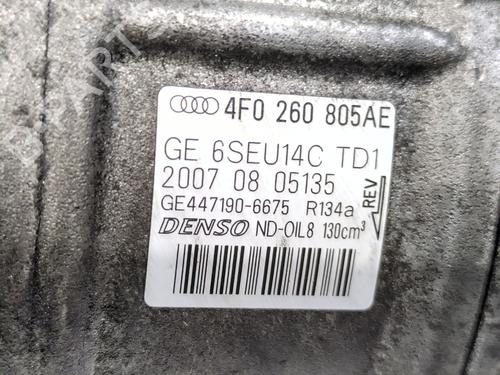 4F0 260 805AE
GE 6SEU14C TD1
2007 08 05135
REV
GE447190-6675 R134a
DENSO ND-OIL8 130cm³